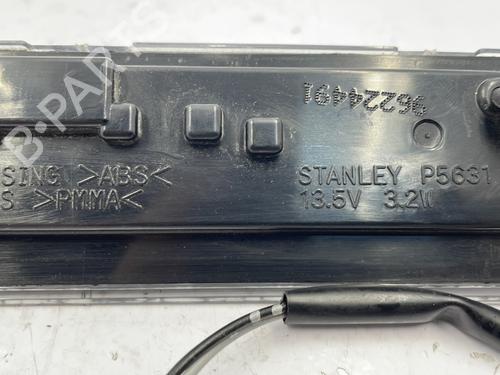 B-PARTS
96224491
SING >ABS<
S >PMMA<
STANLEY P5631
13.5V 3.2W